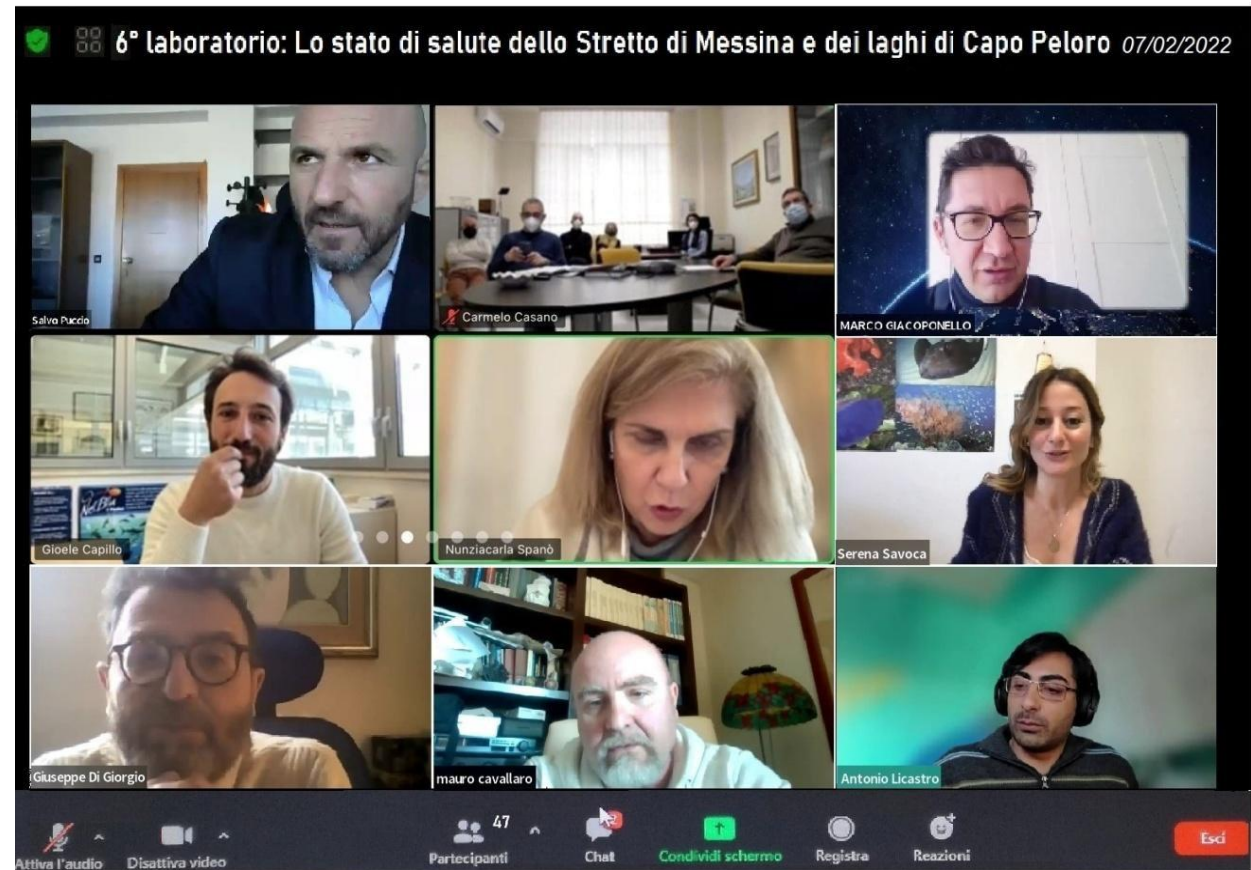 6° laboratorio: Lo stato di salute dello Stretto di Messina e dei laghi di Capo Peloro 07/02/2022
Salvo Puccio
Carmelo Casano
MARCO GIACOPONELLO
Gioele Capillo
Nunziacarla Spanò
Serena Savoca
Giuseppe Di Giorgio
mauro cavallaro
Antonio Licastro
Attiva l'audio
Disattiva video
47
Partecipanti
Chat
Condividi schermo
Registra
Reazioni
Esci